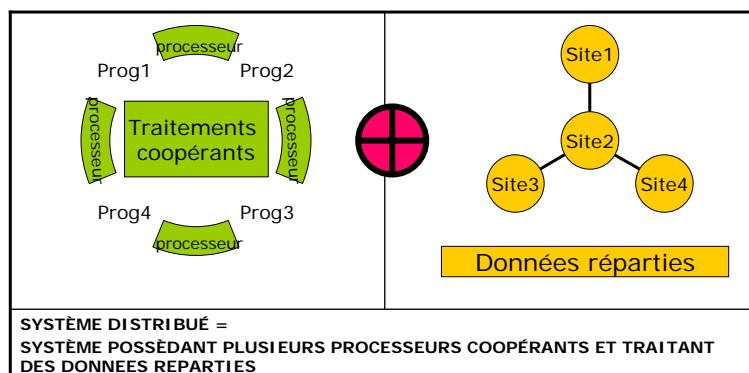 processeur
Prog1
Prog2
processeur
Traitements
coopérants
processeur
Prog4
Prog3
processeur
Site1
Site2
Site3
Site4
Données réparties
SYSTÈME DISTRIBUÉ =
SYSTÈME POSSÈDANT PLUSIEURS PROCESSEURS COOPÉRANTS ET TRAITANT
DES DONNEES REPARTIES